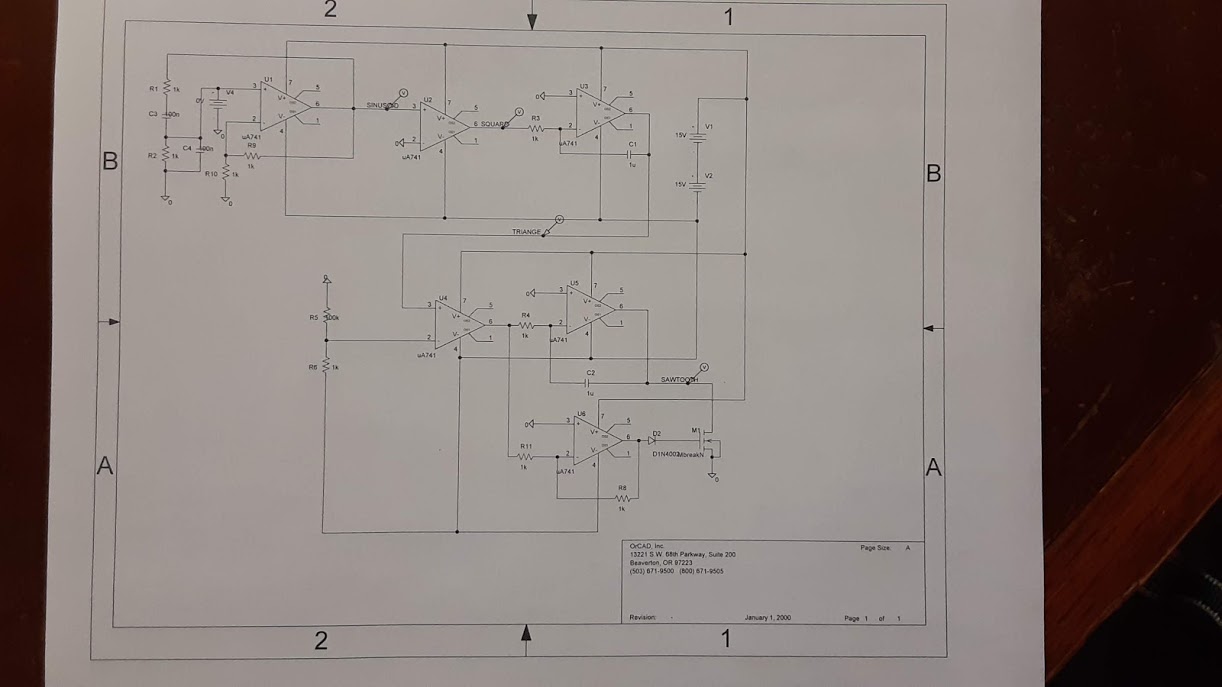 2
1
B
B
A
A
2
1
R1
1k
C3
R2
1k
C4
0V
V4
0
0
0
R10
1k
R9
1k
U1
3
2
7
4
5
6
1
V+
V-
uA741
SINUSOID
U2
3
2
7
4
5
6
1
V+
V-
uA741
0
SQUARE
R3
1k
U3
3
2
7
4
5
6
1
V+
V-
uA741
0
C1
1u
15V
V1
15V
V2
TRIANGE
0
R5
100k
R6
1k
U4
3
2
7
4
5
6
1
V+
V-
uA741
R4
1k
U5
3
2
7
4
5
6
1
V+
V-
uA741
0
C2
1u
SAWTOOTH
R11
1k
U6
3
2
7
4
5
6
1
V+
V-
uA741
0
R8
1k
D2
D1N4002
M1
MbreakN
0
OrCAD, Inc.
13221 S.W. 68th Parkway, Suite 200
Beaverton, OR 97223
(503) 671-9500 (800) 671-9505
Page Size: A
Revision: January 1, 2000 Page 1 of 1